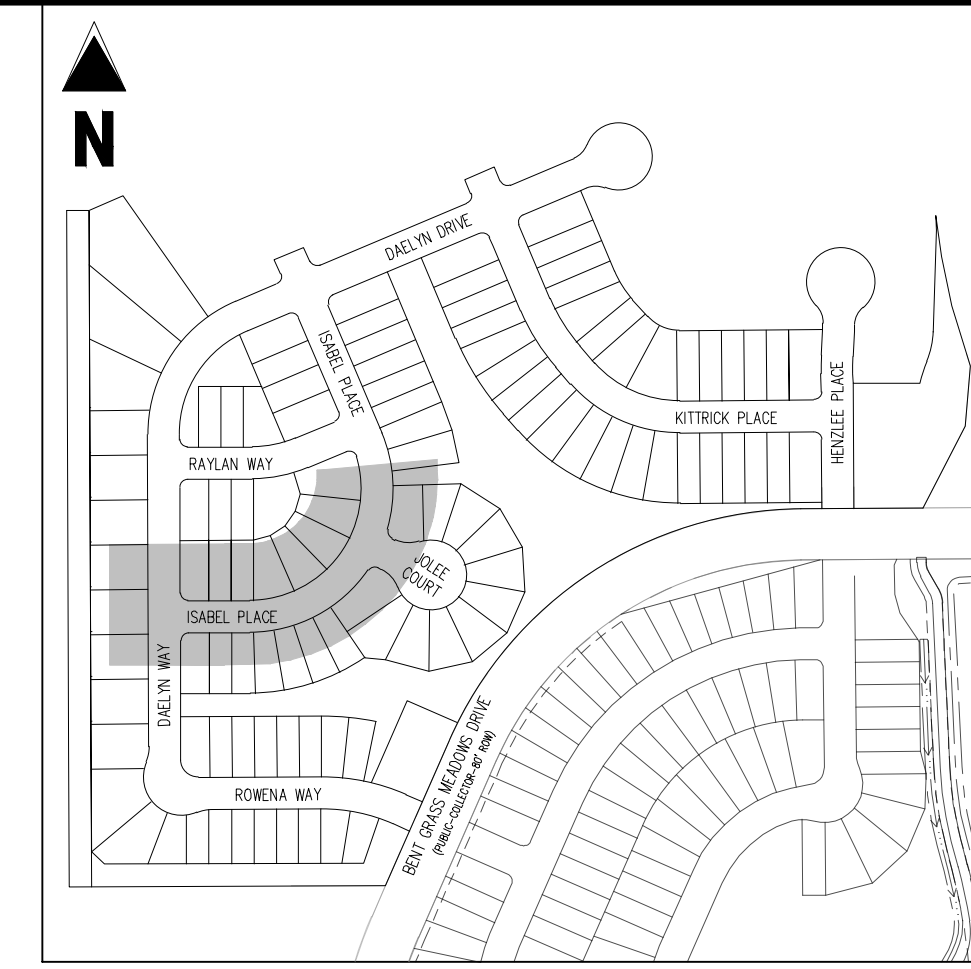 N
DAELYN DRIVE
ISABEL PLACE
KITTRICK PLACE
HENZLEE PLACE
RAYLAN WAY
JOLEE
COURT
ISABEL PLACE
DAELYN WAY
BENT GRASS MEADOWS DRIVE
(PUBLIC-COLLECTOR-80' ROW)
ROWENA WAY